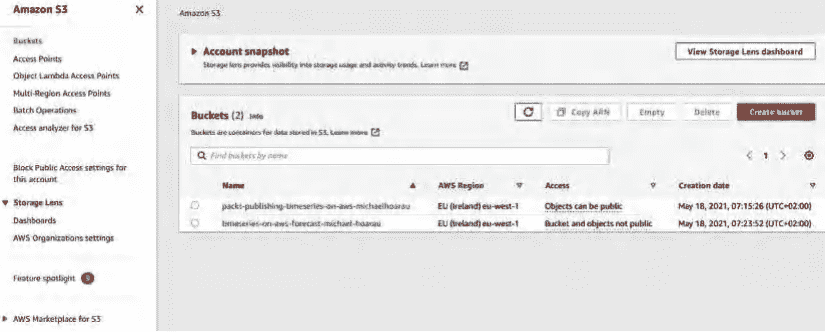 Amazon S3
Buckets
Access Points
Object Lambda Access Points
Multi-Region Access Points
Batch Operations
Access analyzer for S3
Block Public Access settings for
this account
Storage Lens
Dashboards
AWS Organizations settings
Feature spotlight
AWS Marketplace for S3
Amazon S3
Account snapshot
Storage lens provides visibility into storage usage and activity trends. Learn more
View Storage Lens dashboard
Buckets (2) Info
Buckets are containers for data stored in S3. Learn more
Copy ARN
Empty
Delete
Create bucket
Find buckets by name
1
Name AWS Region Access Creation date
packt-publishing-timeseries-on-aws-michaelhoarau EU (Ireland) eu-west-1 Objects can be public May 18, 2021, 07:15:26 (UTC+02:00)
timeseries-on-aws-forecast-michael-hoarau EU (Ireland) eu-west-1 Bucket and objects not public May 18, 2021, 07:23:52 (UTC+02:00)